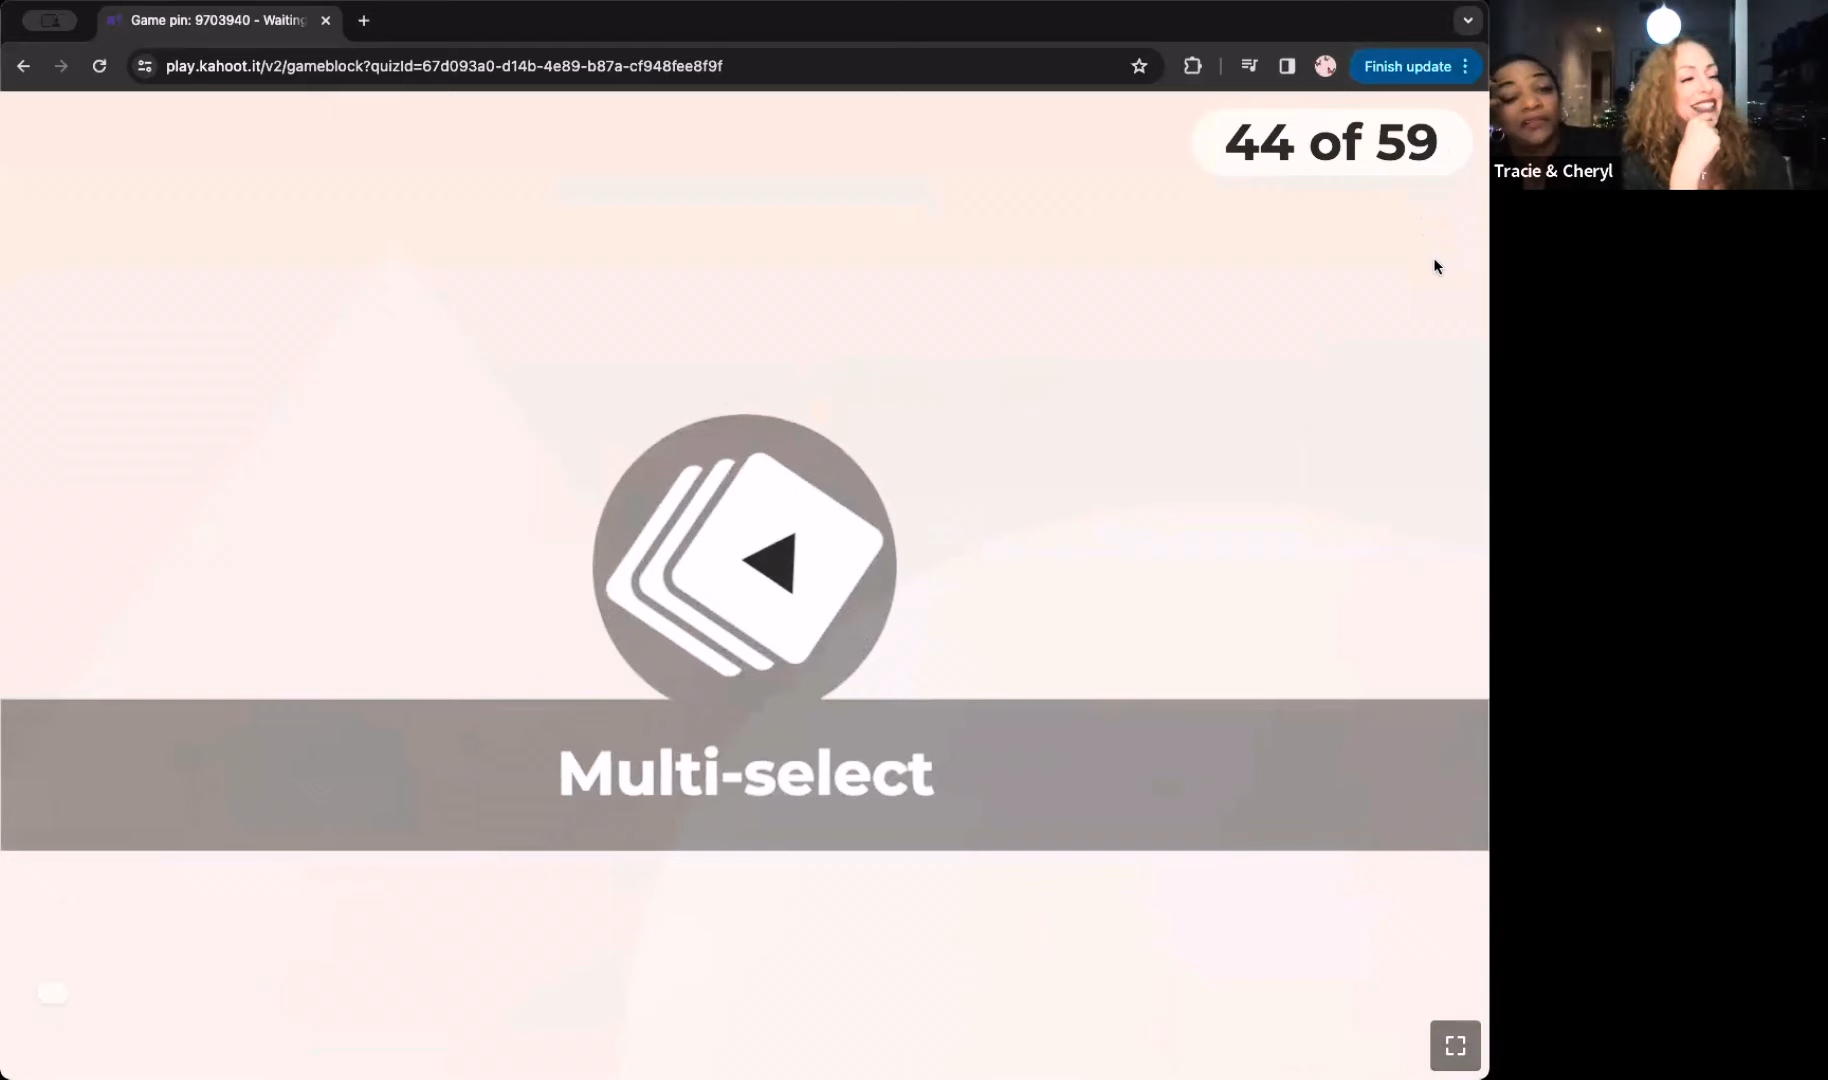 Game pin: 9703940 - Waiting
play.kahoot.it/v2/gameblock?quizId=67d093a0-d14b-4e89-b87a-cf948fee8f9f
Finish update
44 of 59
Tracie & Cheryl
Multi-select